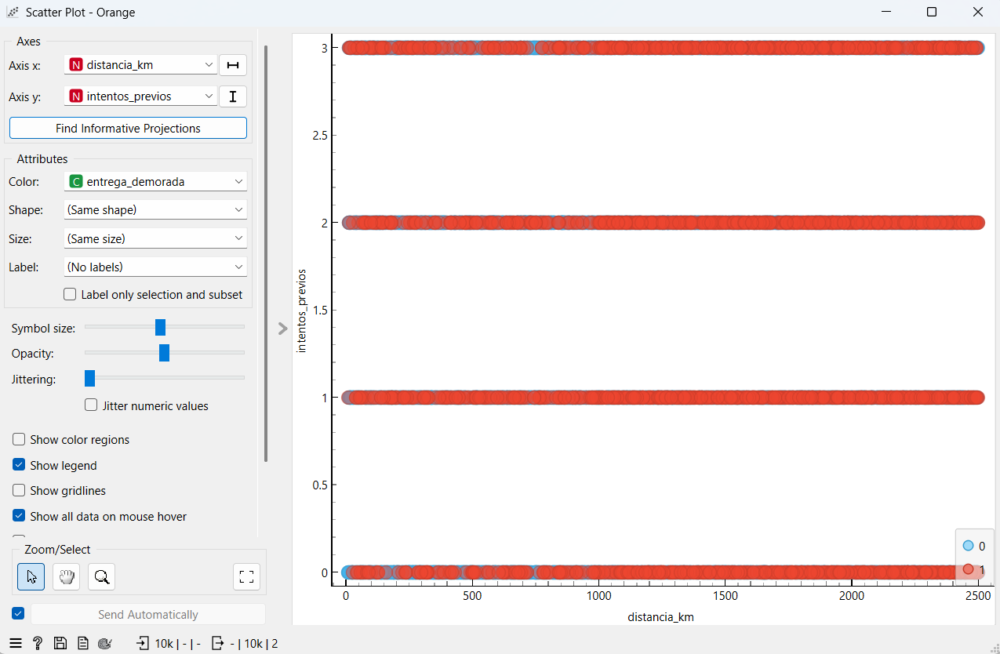 Scatter Plot - Orange
Axes
Axis x: N distancia_km
Axis y: N intentos_previos
Find Informative Projections
Attributes
Color: C entrega_demorada
Shape: (Same shape)
Size: (Same size)
Label: (No labels)
Label only selection and subset
Symbol size:
Opacity:
Jittering:
Jitter numeric values
Show color regions
Show legend
Show gridlines
Show all data on mouse hover
Zoom/Select
Send Automatically
10k | - | - - | 10k | 2
intentos_previos
3
2.5
2
1.5
1
0.5
0
0 500 1000 1500 2000 2500
distancia_km
0
1